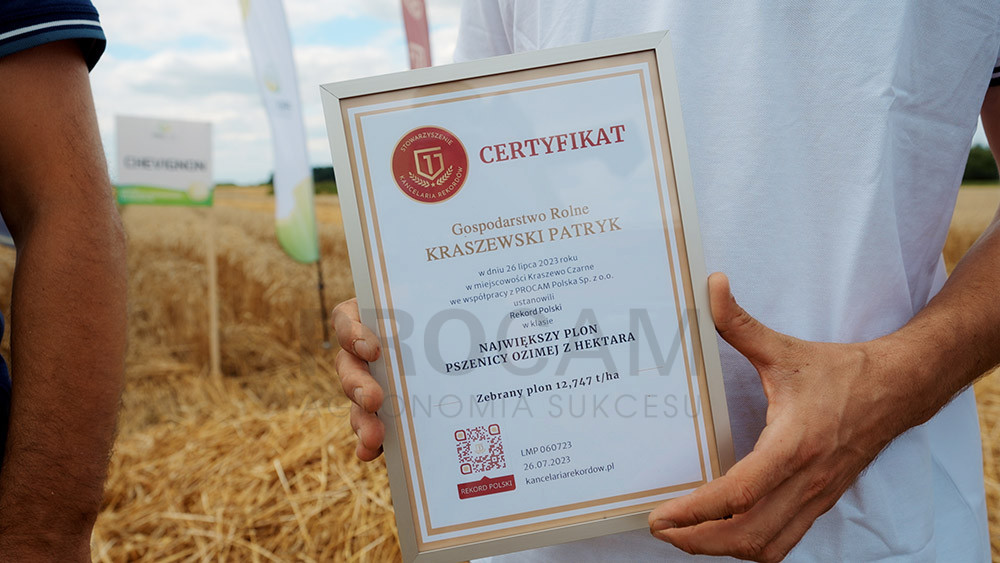 CHEVIGNON
STOWARZYSZENIE
KANCELARIA REKORDÓW
CERTYFIKAT
Gospodarstwo Rolne
KRASZEWSKI PATRYK
w dniu 26 lipca 2023 roku
w miejscowości Kraszewo Czarne
we współpracy z PROCAM Polska Sp. z o.o.
ustanowili
Rekord Polski
w klasie
NAJWIĘKSZY PLON
PSZENICY OZIMEJ Z HEKTARA
Zebrany plon 12,747 t/ha
LMP 060723
26.07.2023
kancelariarekordow.pl
REKORD POLSKI
PROCAM
AGRONOMIA SUKCESU